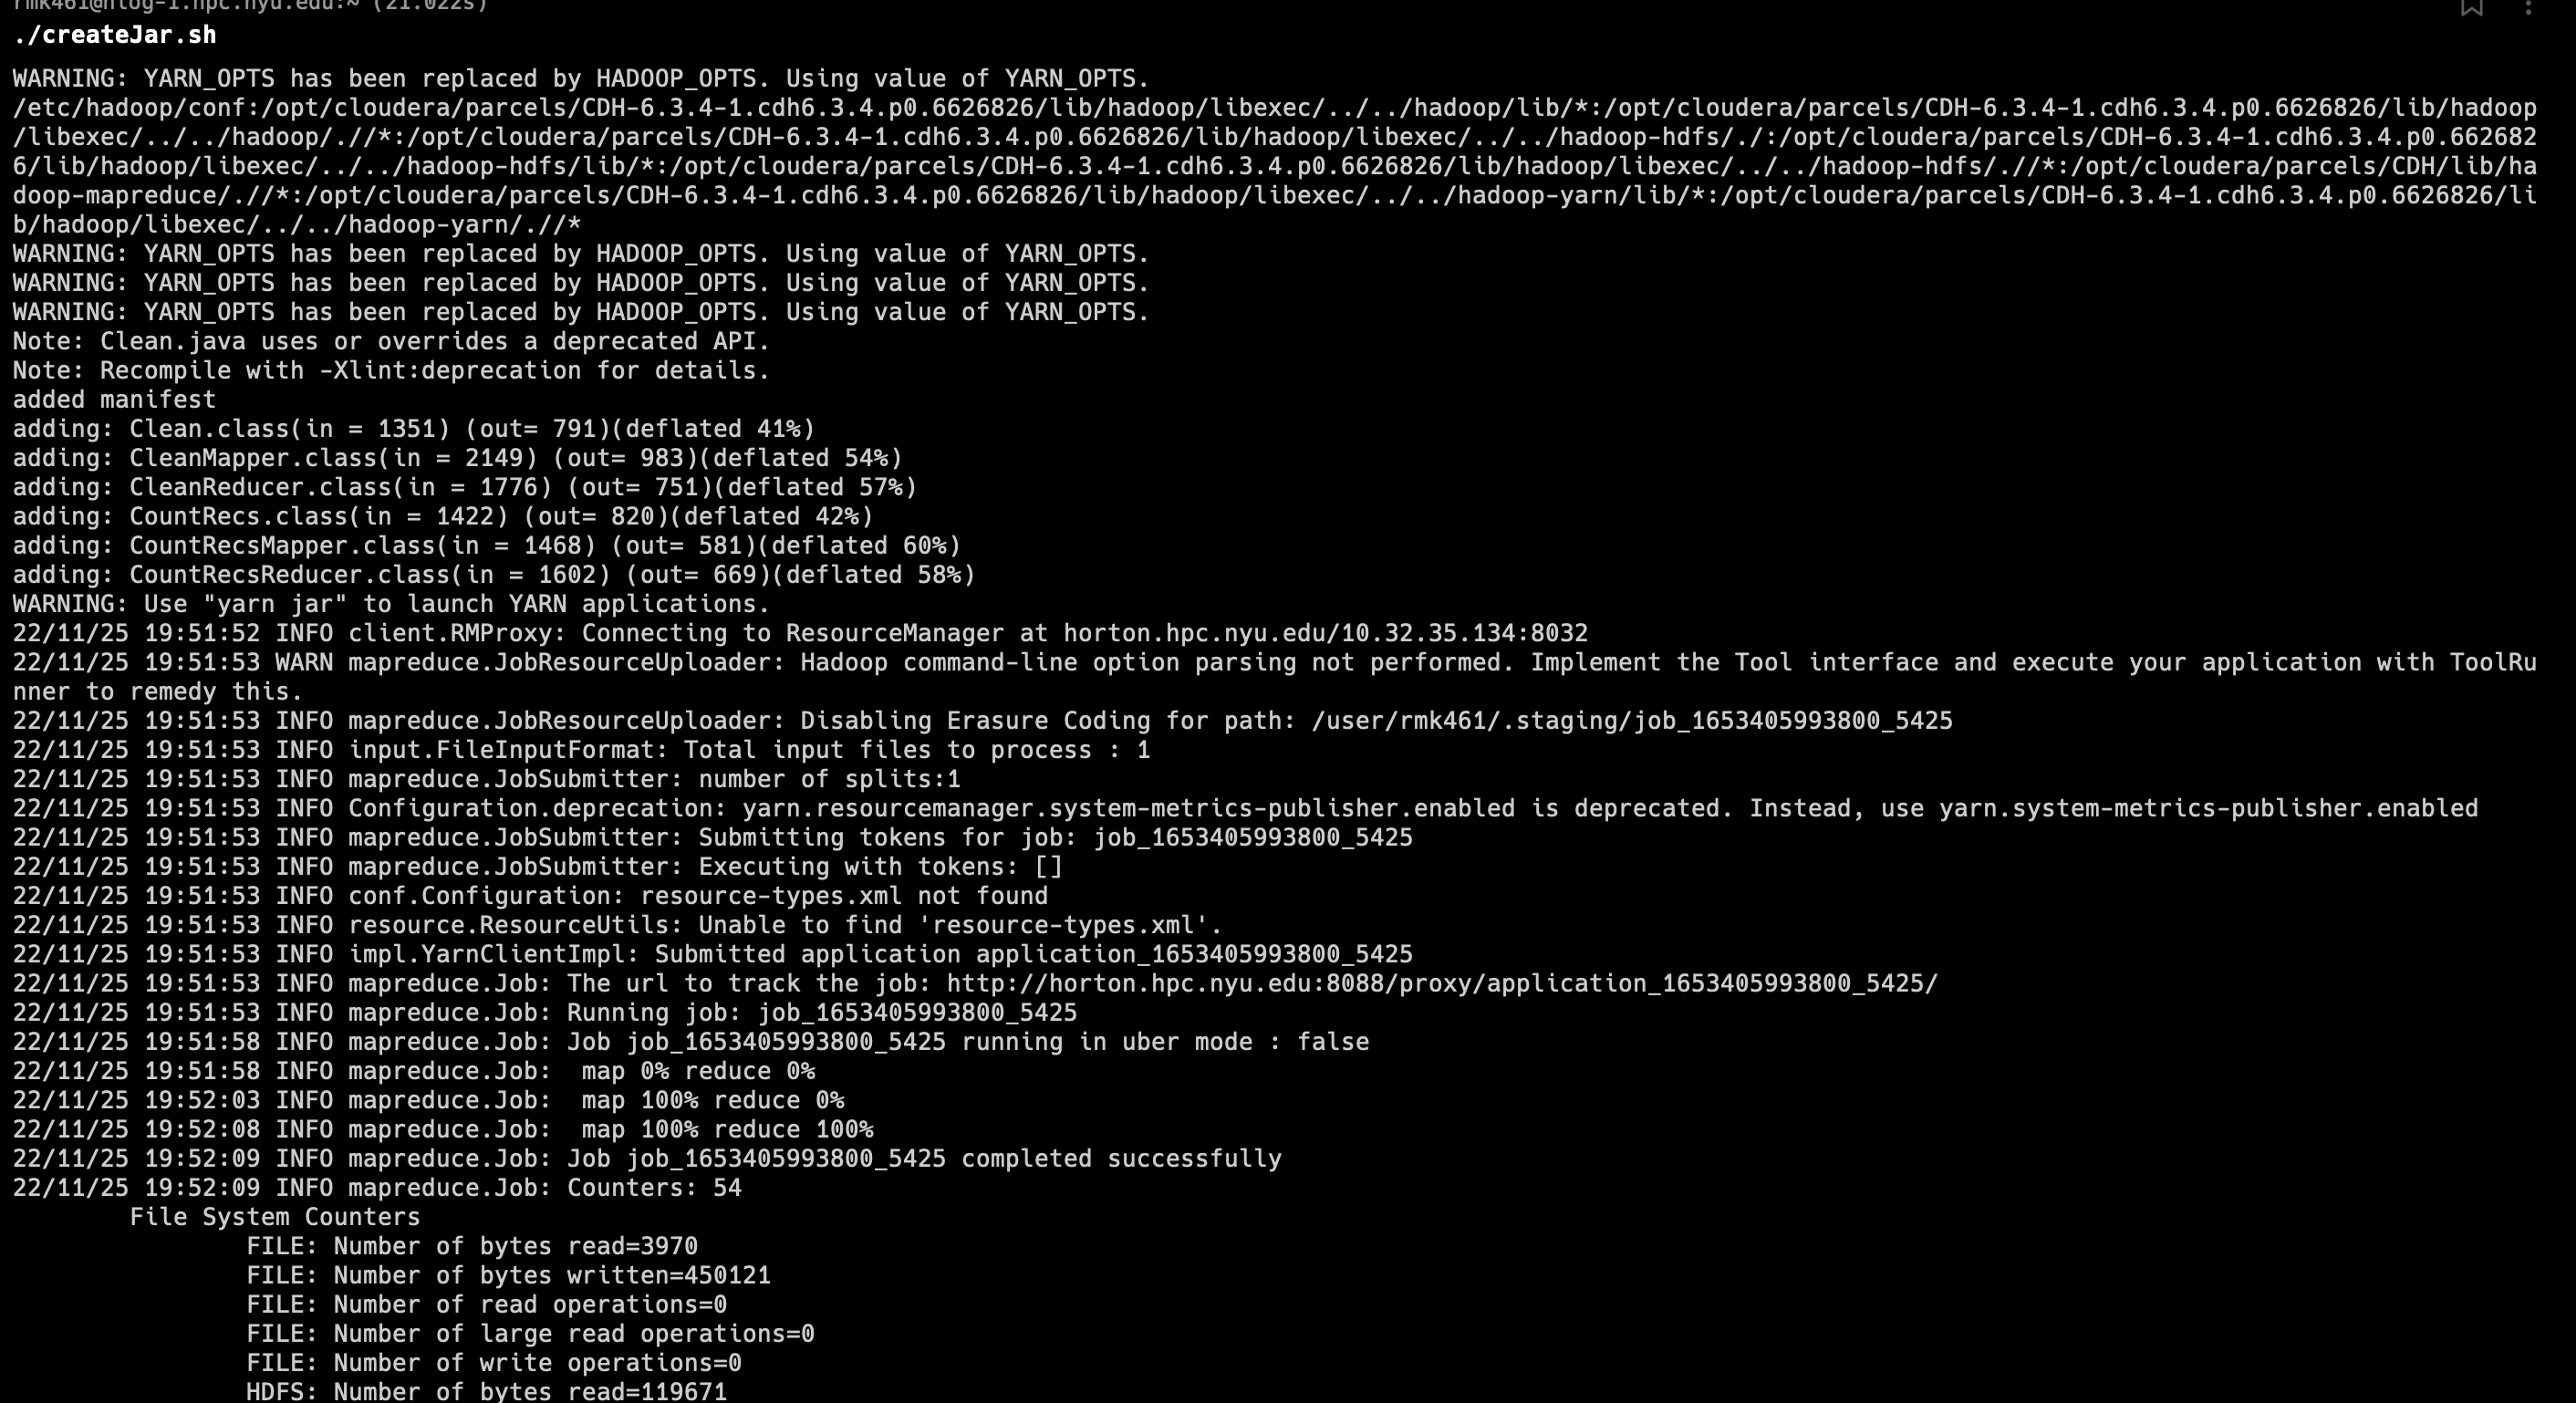 rmk461@hlog-1.hpc.nyu.edu:~ (21.022s)
./createJar.sh
WARNING: YARN_OPTS has been replaced by HADOOP_OPTS. Using value of YARN_OPTS.
/etc/hadoop/conf:/opt/cloudera/parcels/CDH-6.3.4-1.cdh6.3.4.p0.6626826/lib/hadoop/libexec/../../hadoop/lib/*:/opt/cloudera/parcels/CDH-6.3.4-1.cdh6.3.4.p0.6626826/lib/hadoop
/libexec/../../hadoop/.//*:/opt/cloudera/parcels/CDH-6.3.4-1.cdh6.3.4.p0.6626826/lib/hadoop/libexec/../../hadoop-hdfs/./:/opt/cloudera/parcels/CDH-6.3.4-1.cdh6.3.4.p0.662682
6/lib/hadoop/libexec/../../hadoop-hdfs/lib/*:/opt/cloudera/parcels/CDH-6.3.4-1.cdh6.3.4.p0.6626826/lib/hadoop/libexec/../../hadoop-hdfs/.//*:/opt/cloudera/parcels/CDH/lib/ha
doop-mapreduce/.//*:/opt/cloudera/parcels/CDH-6.3.4-1.cdh6.3.4.p0.6626826/lib/hadoop/libexec/../../hadoop-yarn/lib/*:/opt/cloudera/parcels/CDH-6.3.4-1.cdh6.3.4.p0.6626826/li
b/hadoop/libexec/../../hadoop-yarn/.//*
WARNING: YARN_OPTS has been replaced by HADOOP_OPTS. Using value of YARN_OPTS.
WARNING: YARN_OPTS has been replaced by HADOOP_OPTS. Using value of YARN_OPTS.
WARNING: YARN_OPTS has been replaced by HADOOP_OPTS. Using value of YARN_OPTS.
Note: Clean.java uses or overrides a deprecated API.
Note: Recompile with -Xlint:deprecation for details.
added manifest
adding: Clean.class(in = 1351) (out= 791)(deflated 41%)
adding: CleanMapper.class(in = 2149) (out= 983)(deflated 54%)
adding: CleanReducer.class(in = 1776) (out= 751)(deflated 57%)
adding: CountRecs.class(in = 1422) (out= 820)(deflated 42%)
adding: CountRecsMapper.class(in = 1468) (out= 581)(deflated 60%)
adding: CountRecsReducer.class(in = 1602) (out= 669)(deflated 58%)
WARNING: Use "yarn jar" to launch YARN applications.
22/11/25 19:51:52 INFO client.RMProxy: Connecting to ResourceManager at horton.hpc.nyu.edu/10.32.35.134:8032
22/11/25 19:51:53 WARN mapreduce.JobResourceUploader: Hadoop command-line option parsing not performed. Implement the Tool interface and execute your application with ToolRu
nner to remedy this.
22/11/25 19:51:53 INFO mapreduce.JobResourceUploader: Disabling Erasure Coding for path: /user/rmk461/.staging/job_1653405993800_5425
22/11/25 19:51:53 INFO input.FileInputFormat: Total input files to process : 1
22/11/25 19:51:53 INFO mapreduce.JobSubmitter: number of splits:1
22/11/25 19:51:53 INFO Configuration.deprecation: yarn.resourcemanager.system-metrics-publisher.enabled is deprecated. Instead, use yarn.system-metrics-publisher.enabled
22/11/25 19:51:53 INFO mapreduce.JobSubmitter: Submitting tokens for job: job_1653405993800_5425
22/11/25 19:51:53 INFO mapreduce.JobSubmitter: Executing with tokens: []
22/11/25 19:51:53 INFO conf.Configuration: resource-types.xml not found
22/11/25 19:51:53 INFO resource.ResourceUtils: Unable to find 'resource-types.xml'.
22/11/25 19:51:53 INFO impl.YarnClientImpl: Submitted application application_1653405993800_5425
22/11/25 19:51:53 INFO mapreduce.Job: The url to track the job: http://horton.hpc.nyu.edu:8088/proxy/application_1653405993800_5425/
22/11/25 19:51:53 INFO mapreduce.Job: Running job: job_1653405993800_5425
22/11/25 19:51:58 INFO mapreduce.Job: Job job_1653405993800_5425 running in uber mode : false
22/11/25 19:51:58 INFO mapreduce.Job:  map 0% reduce 0%
22/11/25 19:52:03 INFO mapreduce.Job:  map 100% reduce 0%
22/11/25 19:52:08 INFO mapreduce.Job:  map 100% reduce 100%
22/11/25 19:52:09 INFO mapreduce.Job: Job job_1653405993800_5425 completed successfully
22/11/25 19:52:09 INFO mapreduce.Job: Counters: 54
File System Counters
FILE: Number of bytes read=3970
FILE: Number of bytes written=450121
FILE: Number of read operations=0
FILE: Number of large read operations=0
FILE: Number of write operations=0
HDFS: Number of bytes read=119671